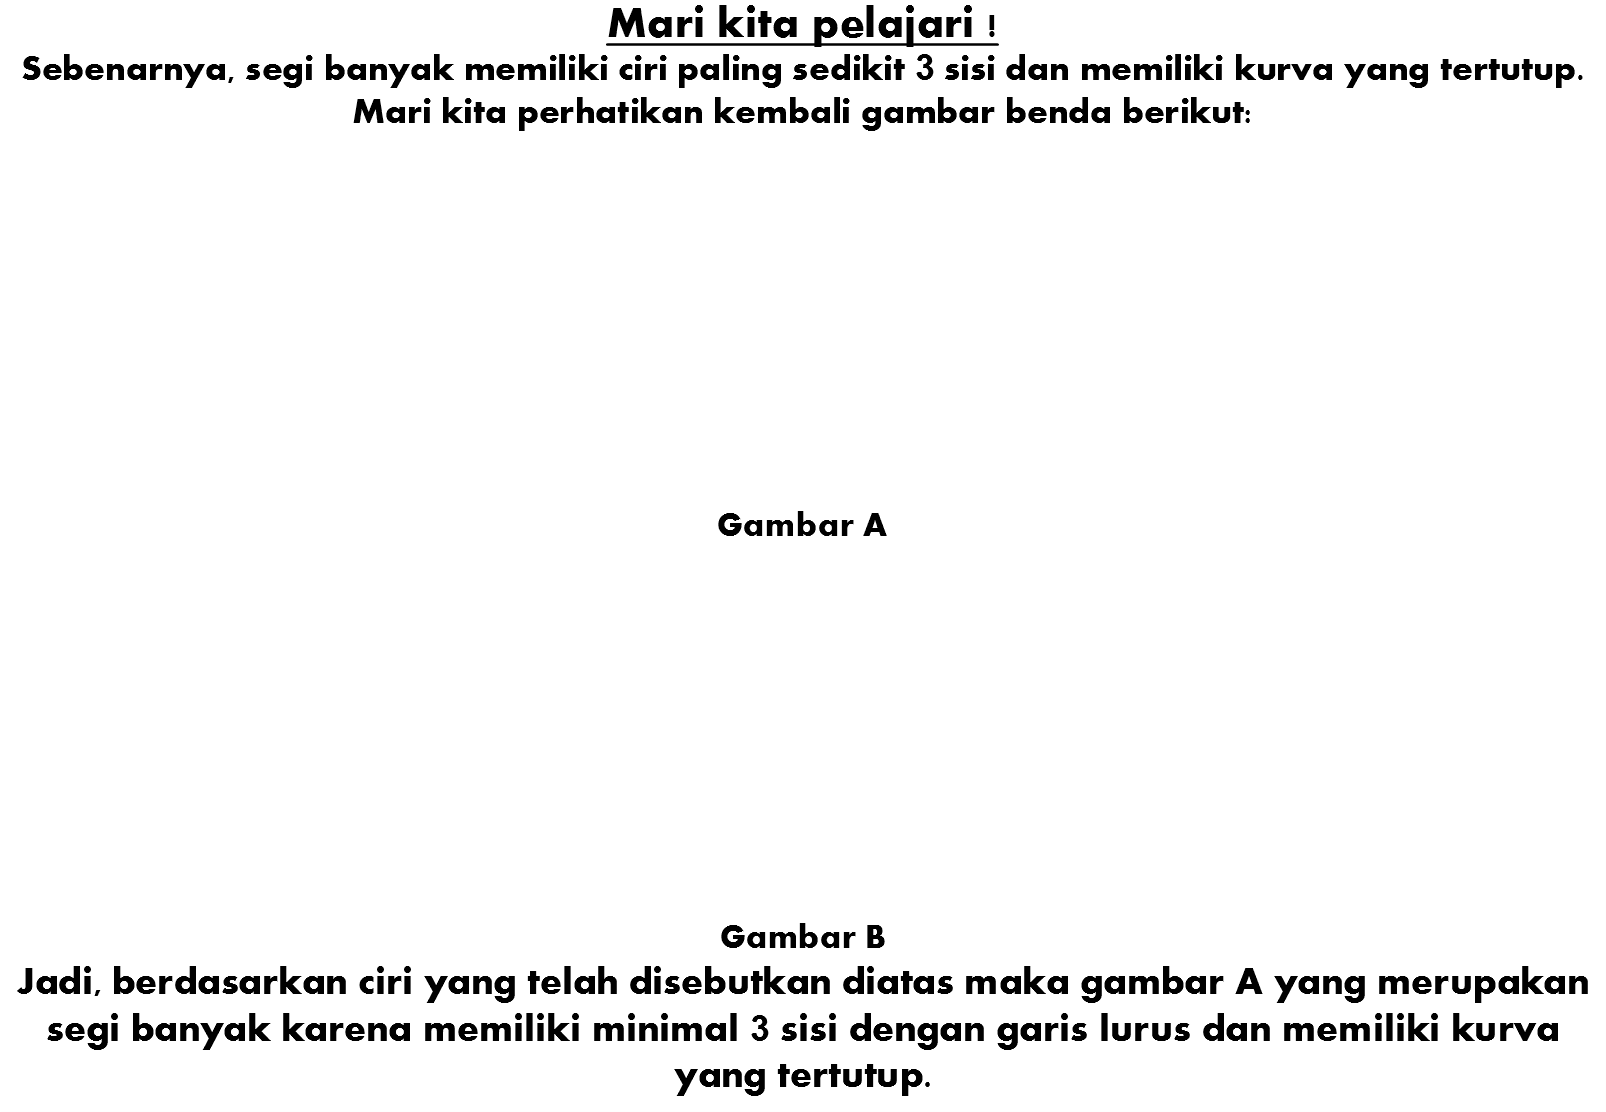 Mari kita pelajari !
Sebenarnya, segi banyak memiliki ciri paling sedikit 3 sisi dan memiliki kurva yang tertutup.
Mari kita perhatikan kembali gambar benda berikut:
Gambar A
Gambar B
Jadi, berdasarkan ciri yang telah disebutkan diatas maka gambar A yang merupakan
segi banyak karena memiliki minimal 3 sisi dengan garis lurus dan memiliki kurva
yang tertutup.